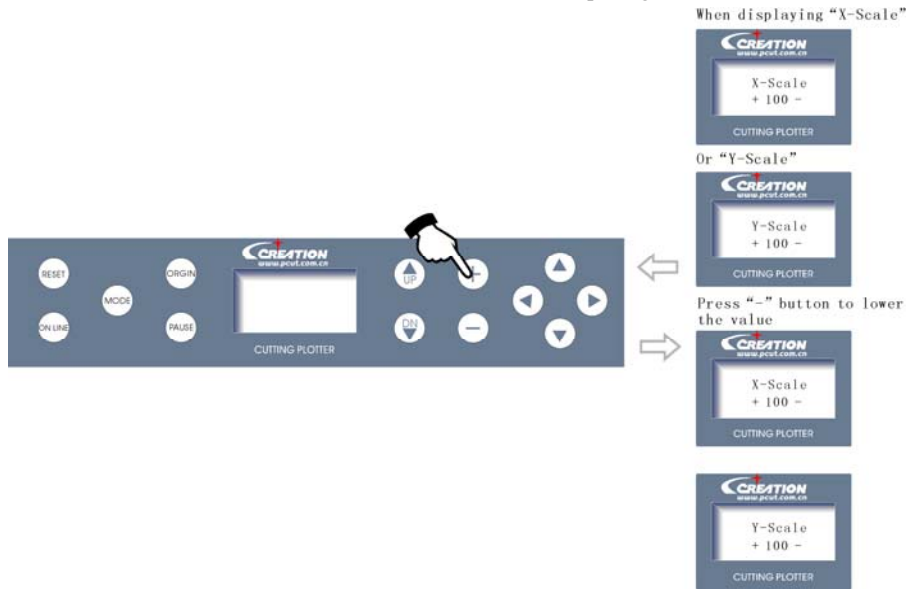 When displaying “X-Scale”
CREATION
www.pcut.com.cn
X-Scale
+ 100 -
CUTTING PLOTTER
Or “Y-Scale”
CREATION
www.pcut.com.cn
Y-Scale
+ 100 -
CUTTING PLOTTER
RESET
ORGIN
MODE
ON LINE
PAUSE
CREATION
www.pcut.com.cn
CUTTING PLOTTER
UP
+
DN
-
Press “-” button to lower
the value
CREATION
www.pcut.com.cn
X-Scale
+ 100 -
CUTTING PLOTTER
CREATION
www.pcut.com.cn
Y-Scale
+ 100 -
CUTTING PLOTTER